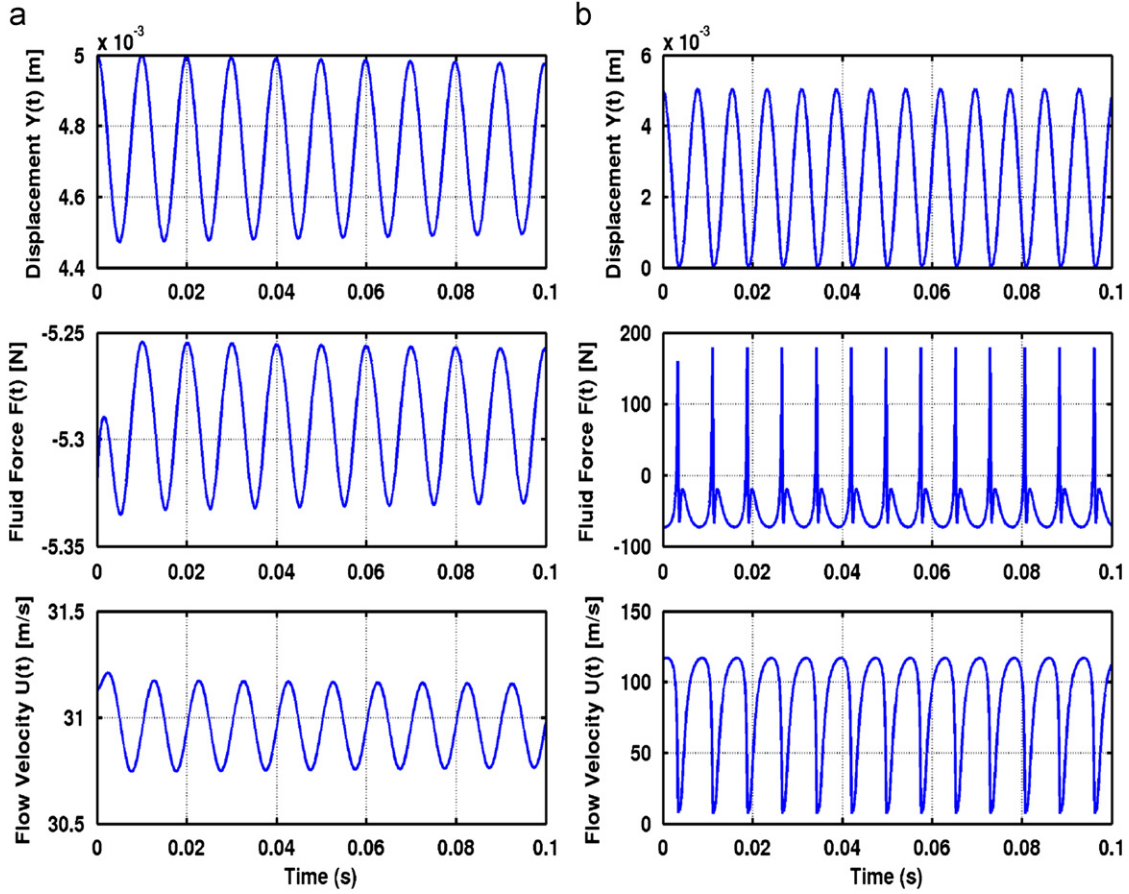 a
x 10⁻³
Displacement Y(t) [m]
5
4.8
4.6
4.4
0 0.02 0.04 0.06 0.08 0.1
Fluid Force F(t) [N]
-5.25
-5.3
-5.35
0 0.02 0.04 0.06 0.08 0.1
Flow Velocity U(t) [m/s]
31.5
31
30.5
0 0.02 0.04 0.06 0.08 0.1
Time (s)
b
x 10⁻³
Displacement Y(t) [m]
6
4
2
0
0 0.02 0.04 0.06 0.08 0.1
Fluid Force F(t) [N]
200
100
0
-100
0 0.02 0.04 0.06 0.08 0.1
Flow Velocity U(t) [m/s]
150
100
50
0
0 0.02 0.04 0.06 0.08 0.1
Time (s)